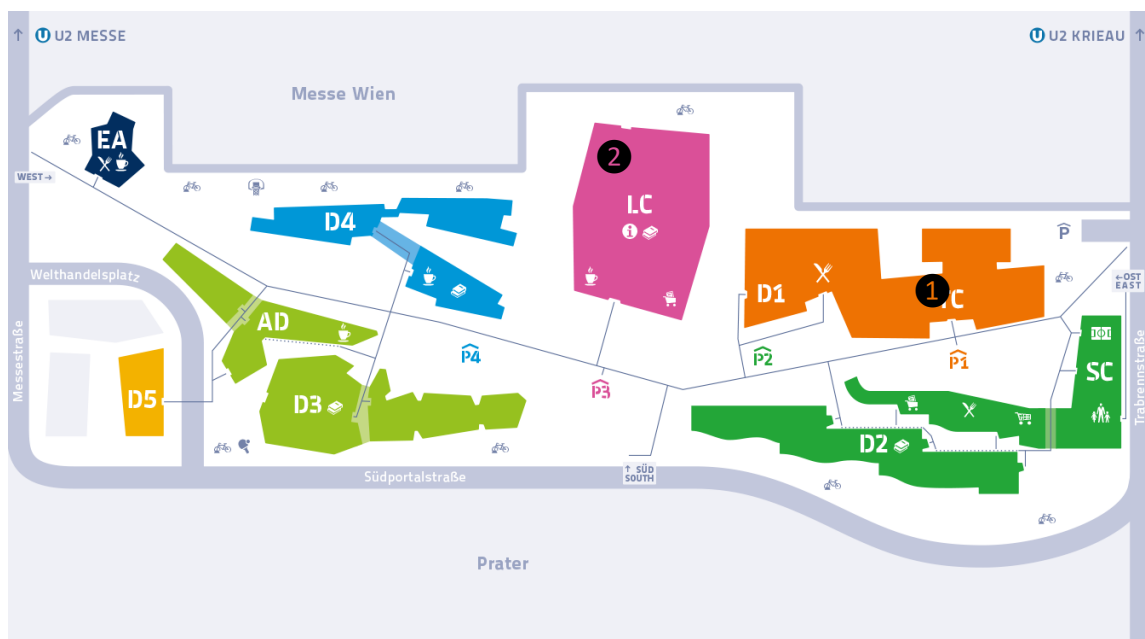 ↑ U U2 MESSE
U U2 KRIEAU ↑
Messe Wien
EA
WEST→
2
D4
LC
i
P
Welthandelsplatz
←OST
EAST
D1
1
TC
AD
P4
P2
P1
SC
Messestraße
Trabrennstraße
D5
D3
P3
D2
↑ SÜD
SOUTH
Südportalstraße
Prater